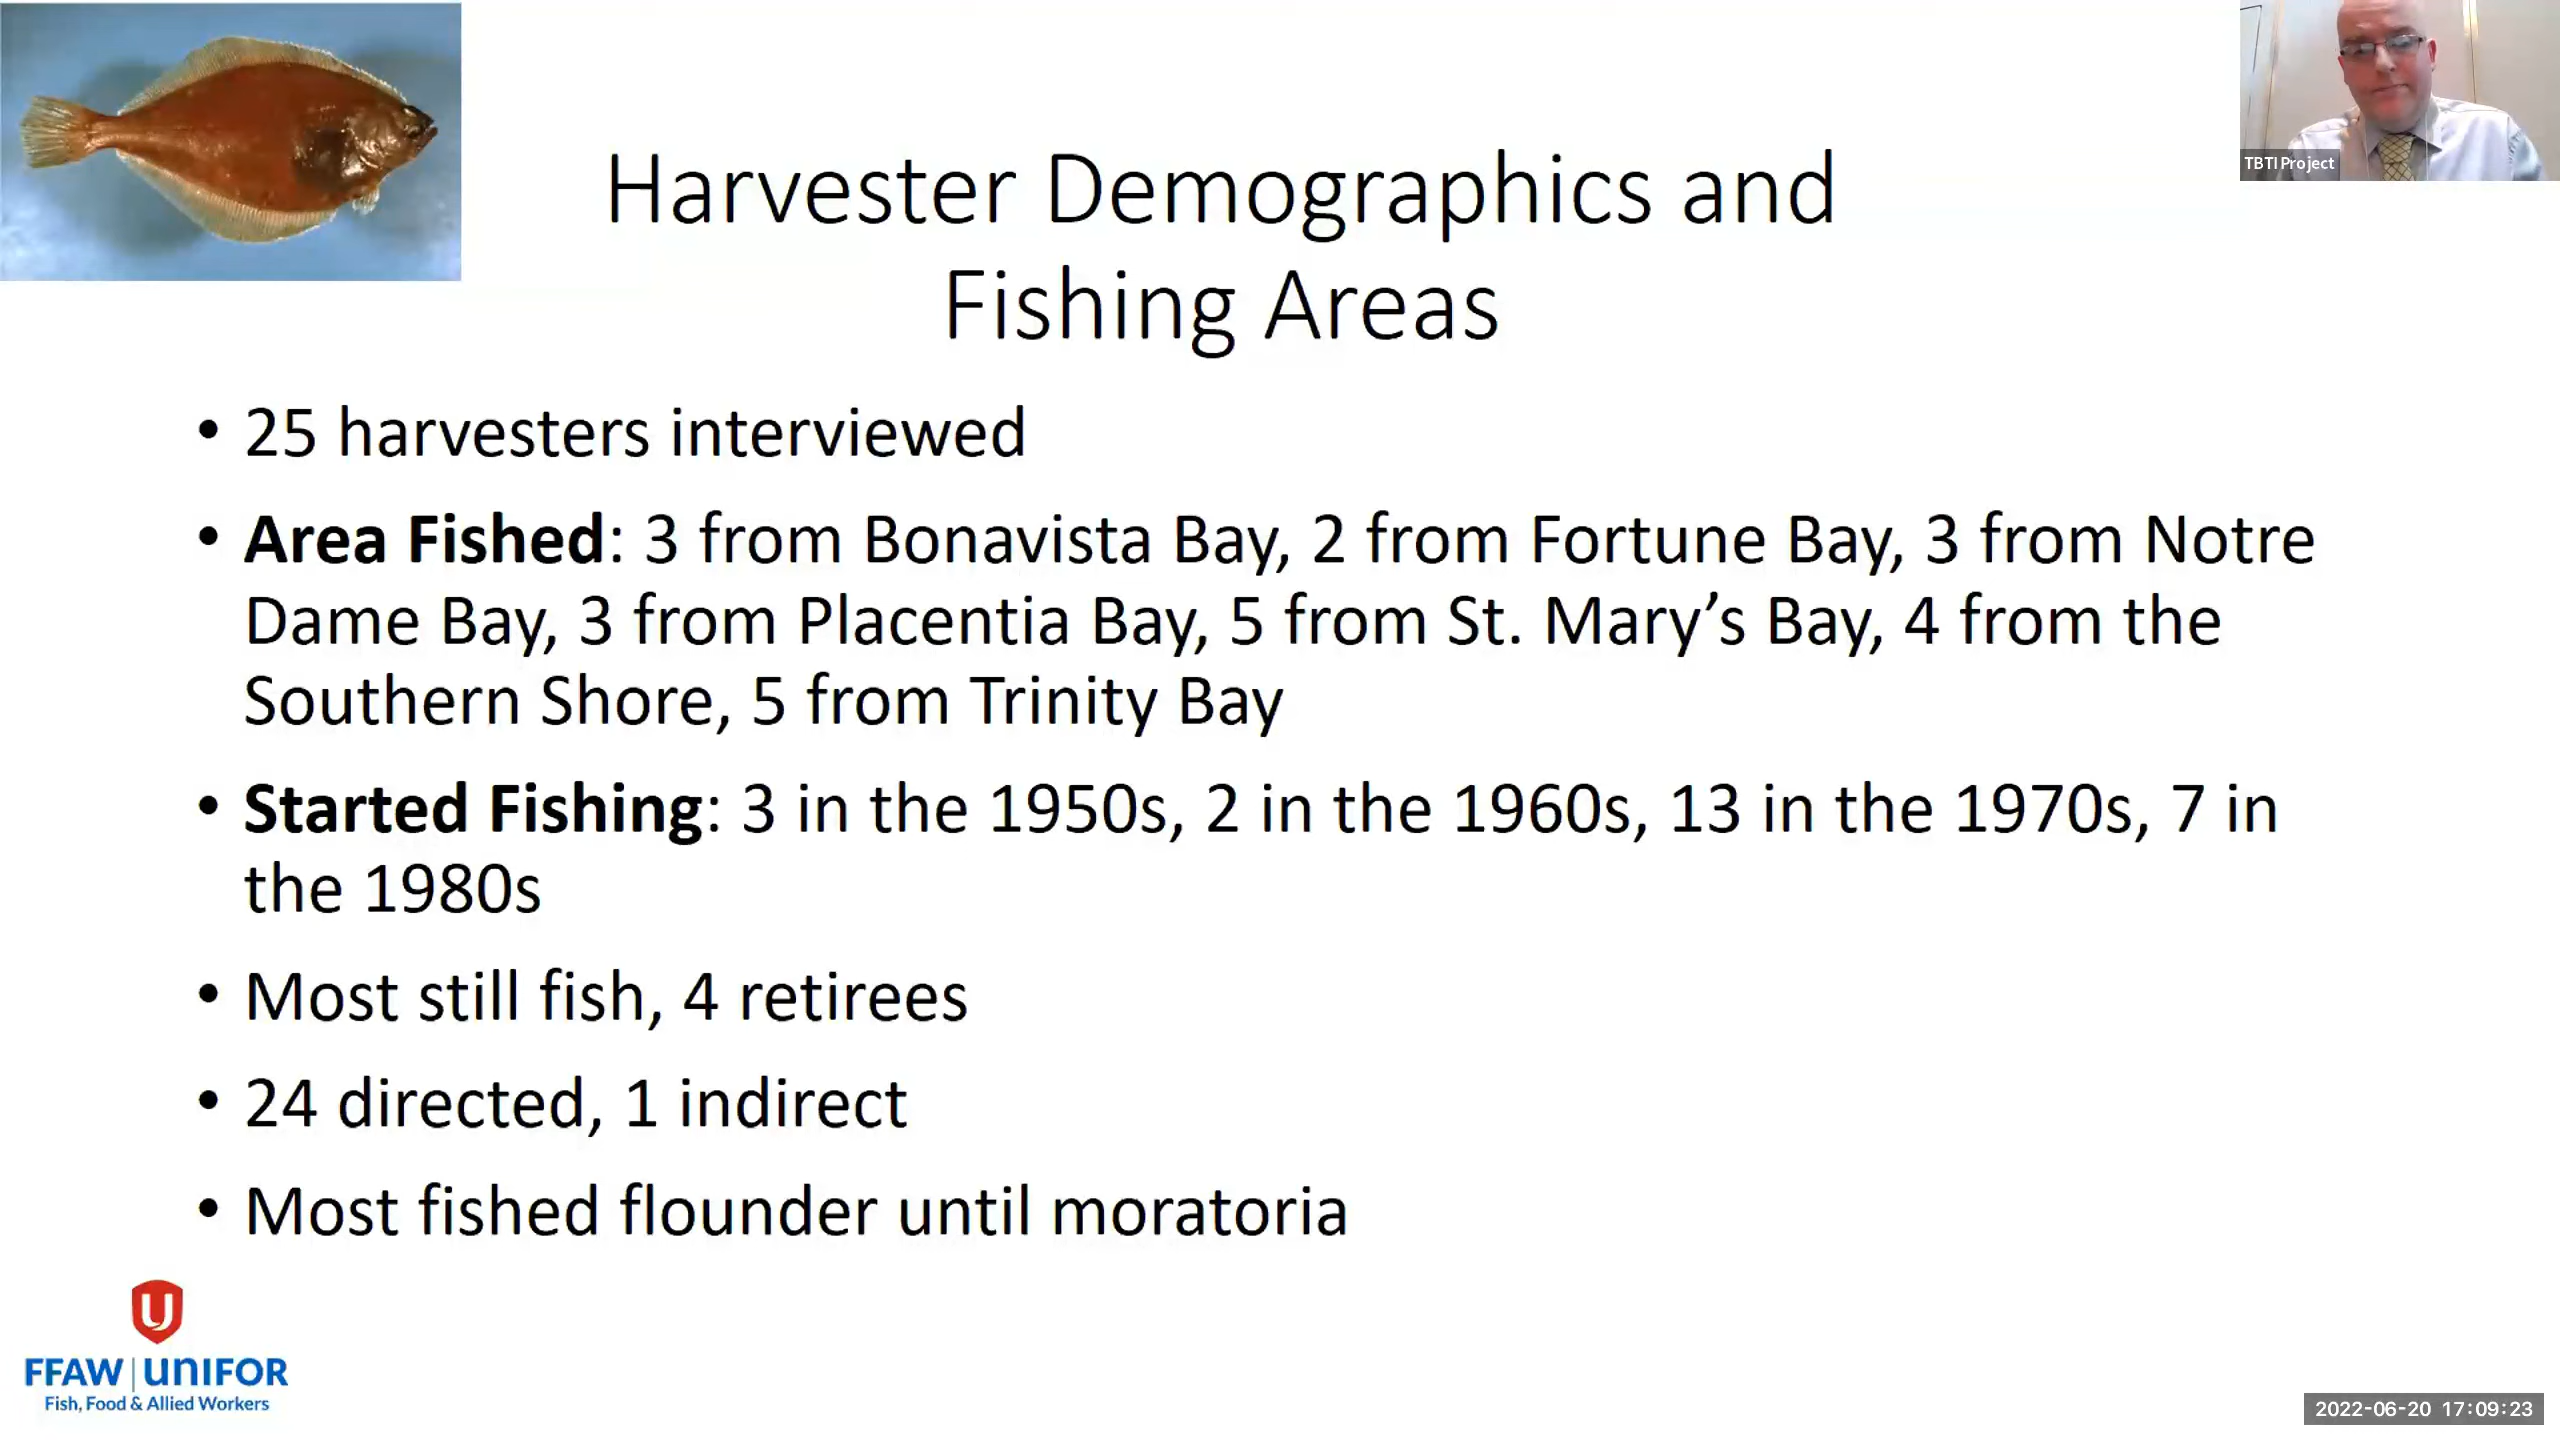 TBTI Project
Harvester Demographics and
Fishing Areas
• 25 harvesters interviewed
• Area Fished: 3 from Bonavista Bay, 2 from Fortune Bay, 3 from Notre
Dame Bay, 3 from Placentia Bay, 5 from St. Mary’s Bay, 4 from the
Southern Shore, 5 from Trinity Bay
• Started Fishing: 3 in the 1950s, 2 in the 1960s, 13 in the 1970s, 7 in
the 1980s
• Most still fish, 4 retirees
• 24 directed, 1 indirect
• Most fished flounder until moratoria
U
FFAW | UNIFOR
Fish, Food & Allied Workers
2022-06-20 17:09:23